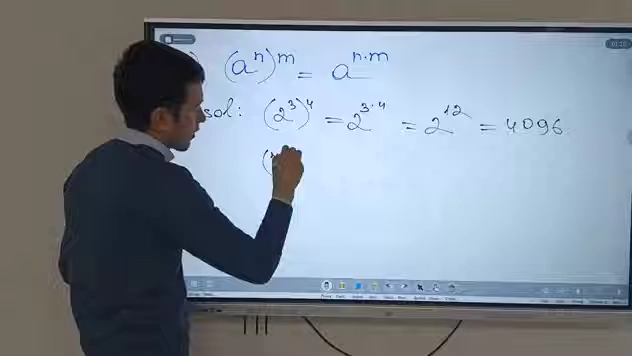 ) (aⁿ)ᵐ = aⁿ·ᵐ
sol: (2³)⁴ = 2³·⁴ = 2¹² = 4096
(